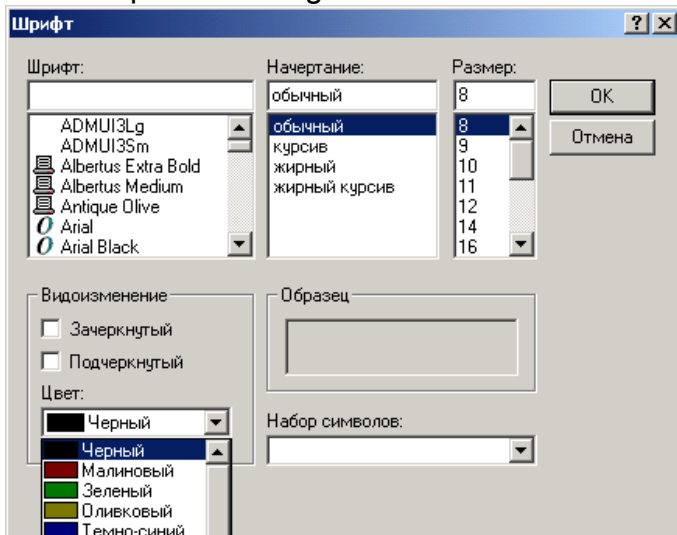 Шрифт
Шрифт:
Начертание:
Размер:
обычный
8
OK
ADMUI3Lg
ADMUI3Sm
Albertus Extra Bold
Albertus Medium
Antique Olive
Arial
Arial Black
обычный
курсив
жирный
жирный курсив
8
9
10
11
12
14
16
Отмена
Видоизменение
Зачеркнутый
Подчеркнутый
Цвет:
Черный
Черный
Малиновый
Зеленый
Оливковый
Темно-синий
Образец
Набор символов: